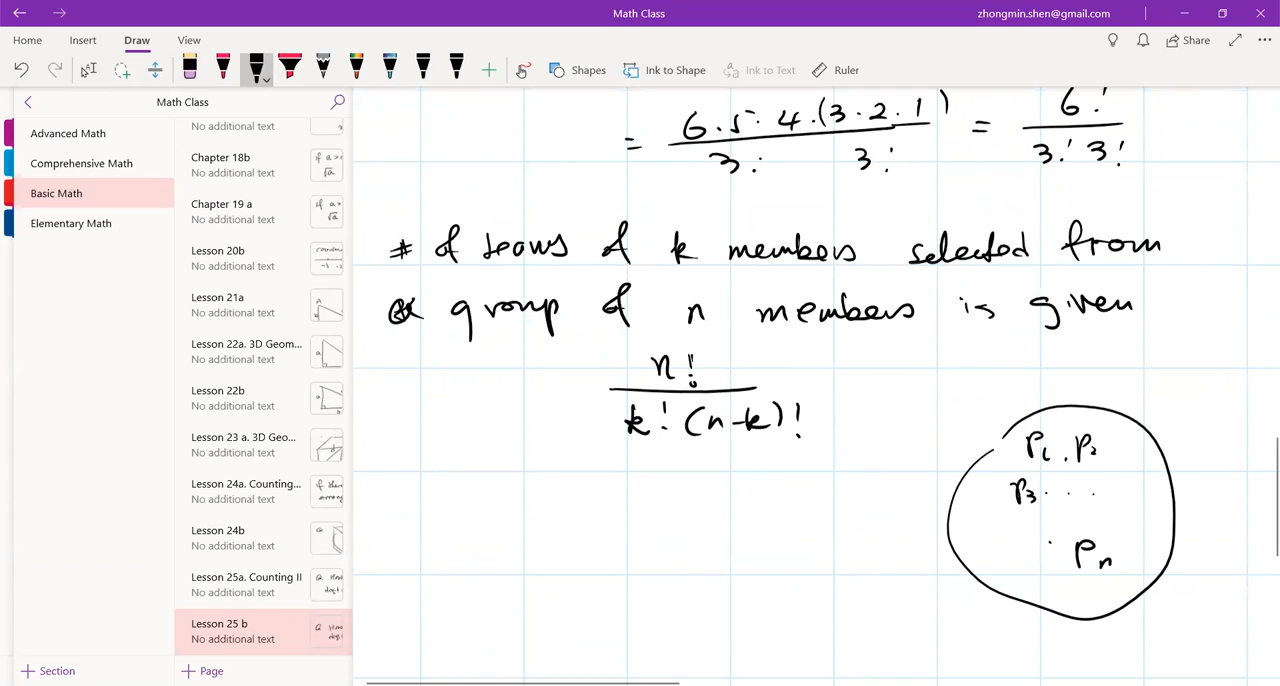 Math Class
zhongmin.shen@gmail.com
Home
Insert
Draw
View
Shapes
Ink to Shape
Ink to Text
Ruler
Share
Math Class
Advanced Math
Comprehensive Math
Basic Math
Elementary Math
No additional text
Chapter 18b
No additional text
Chapter 19 a
No additional text
Lesson 20b
No additional text
Lesson 21a
No additional text
Lesson 22a. 3D Geom...
No additional text
Lesson 22b
No additional text
Lesson 23 a. 3D Geo...
No additional text
Lesson 24a. Counting...
No additional text
Lesson 24b
No additional text
Lesson 25a. Counting II
No additional text
Lesson 25 b
No additional text
+ Section
+ Page
= 6·5·4·(3·2·1) / 3! 3! = 6! / 3! 3!
# of teams of k members selected from
a group of n members is given
n!
k! (n-k)!
P1 . P2
P3 . . .
. Pn